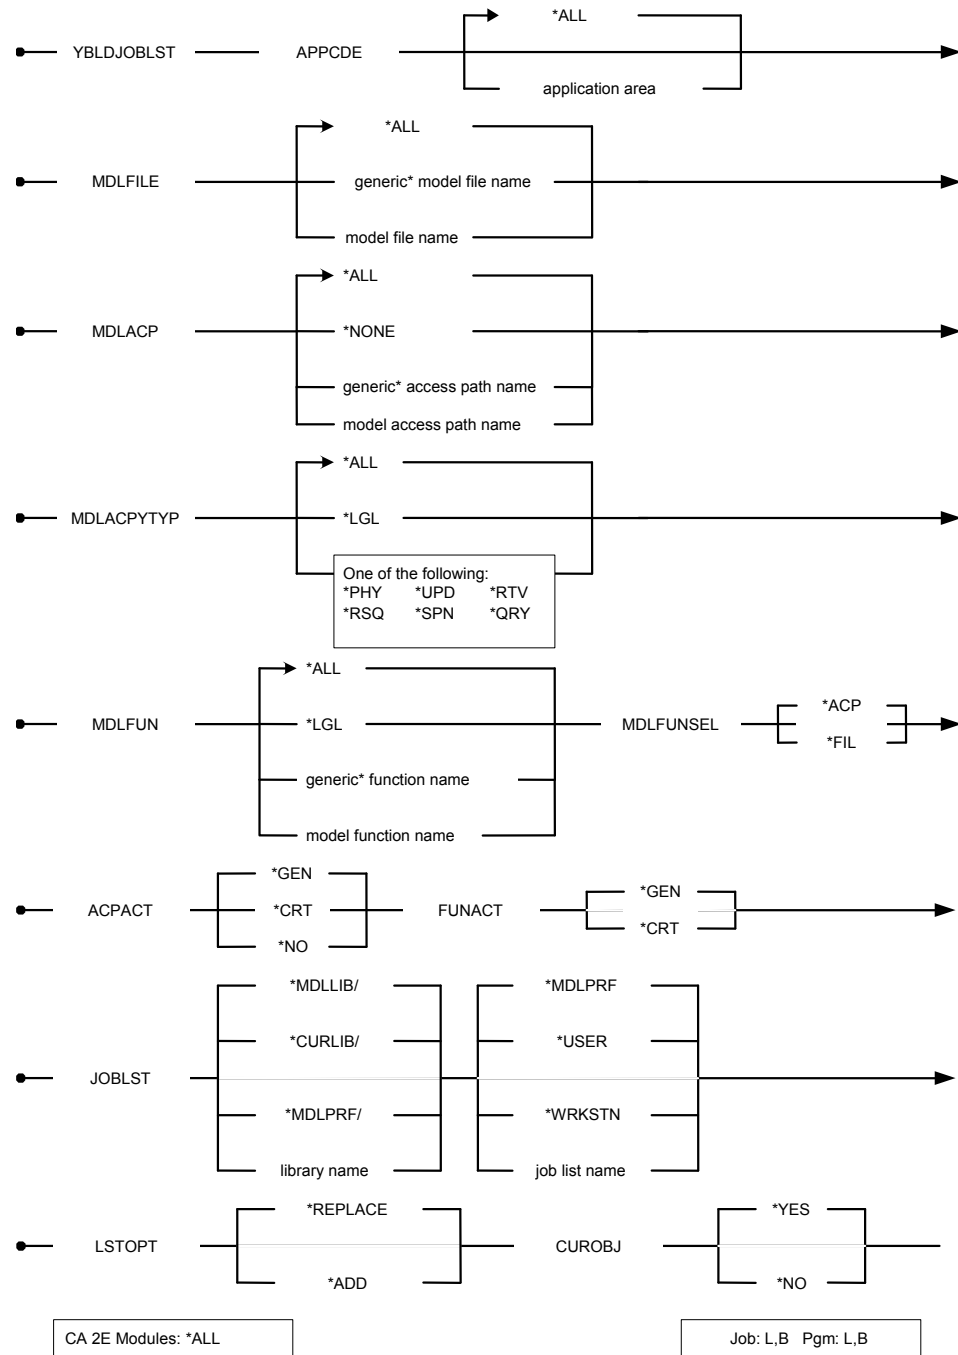 *ALL
YBLDJOBLST APPCDE
application area
*ALL
MDLFILE generic* model file name
model file name
*ALL
MDLACP *NONE
generic* access path name
model access path name
*ALL
MDLACPYTYP *LGL
One of the following:
*PHY *UPD *RTV
*RSQ *SPN *QRY
*ALL
MDLFUN *LGL MDLFUNSEL *ACP
*FIL
generic* function name
model function name
*GEN
ACPACT *CRT FUNACT *GEN
*CRT
*NO
*MDLLIB/ *MDLPRF
*CURLIB/ *USER
JOBLST
*MDLPRF/ *WRKSTN
library name job list name
*REPLACE *YES
LSTOPT CUROBJ
*ADD *NO
CA 2E Modules: *ALL Job: L,B Pgm: L,B